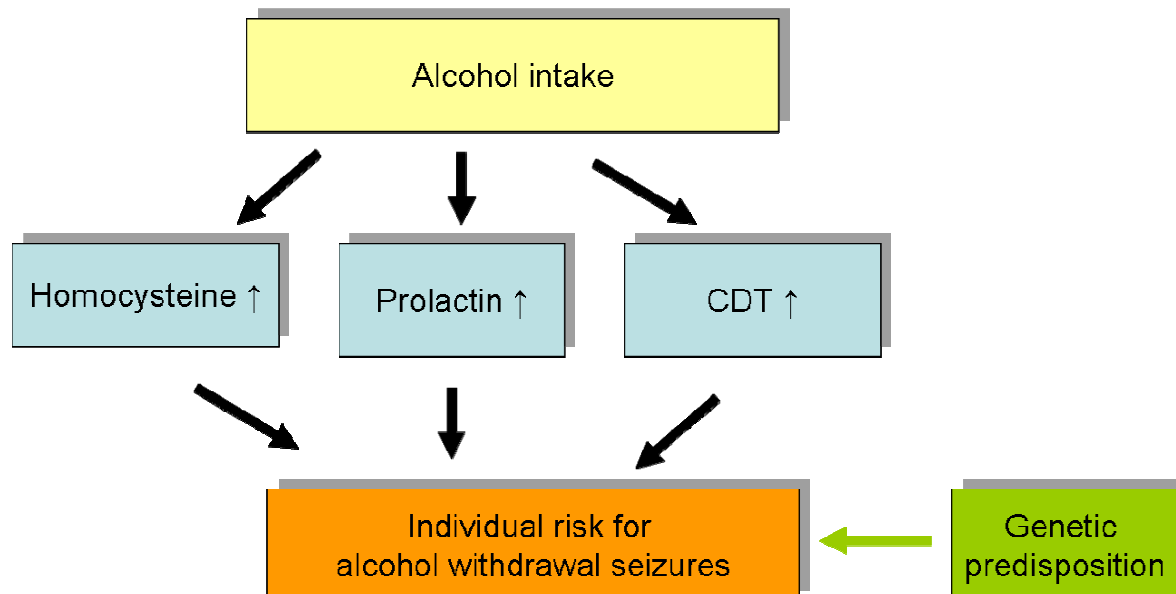 Alcohol intake
Homocysteine ↑
Prolactin ↑
CDT ↑
Individual risk for
alcohol withdrawal seizures
Genetic
predisposition